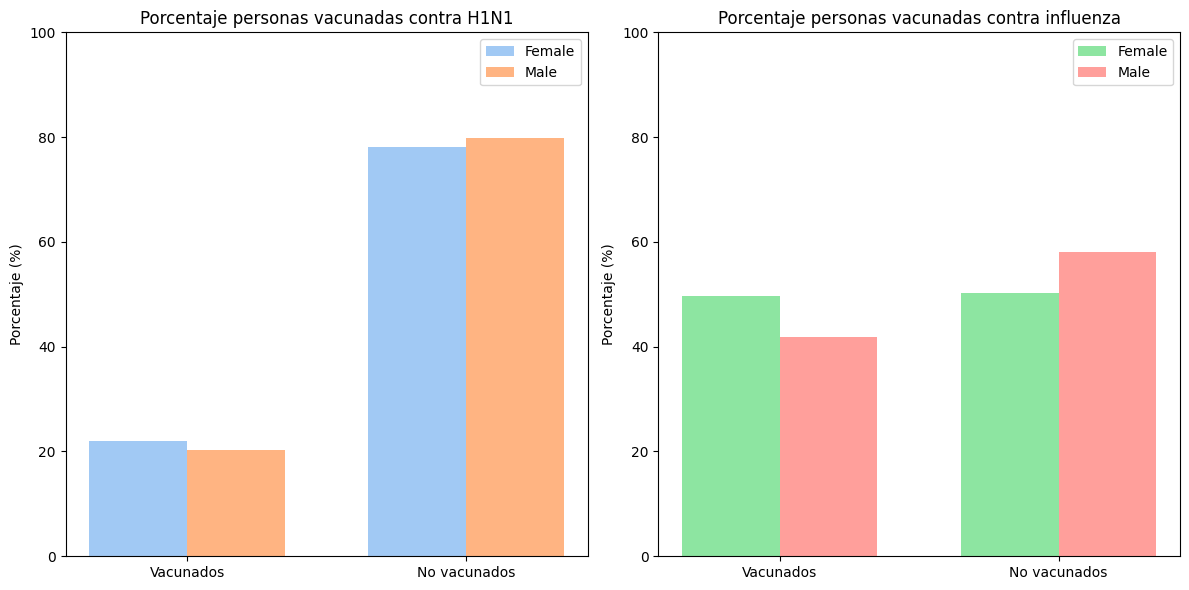 Porcentaje personas vacunadas contra H1N1
Porcentaje (%)
100
80
60
40
20
0
Female
Male
Vacunados
No vacunados
Porcentaje personas vacunadas contra influenza
Porcentaje (%)
100
80
60
40
20
0
Female
Male
Vacunados
No vacunados